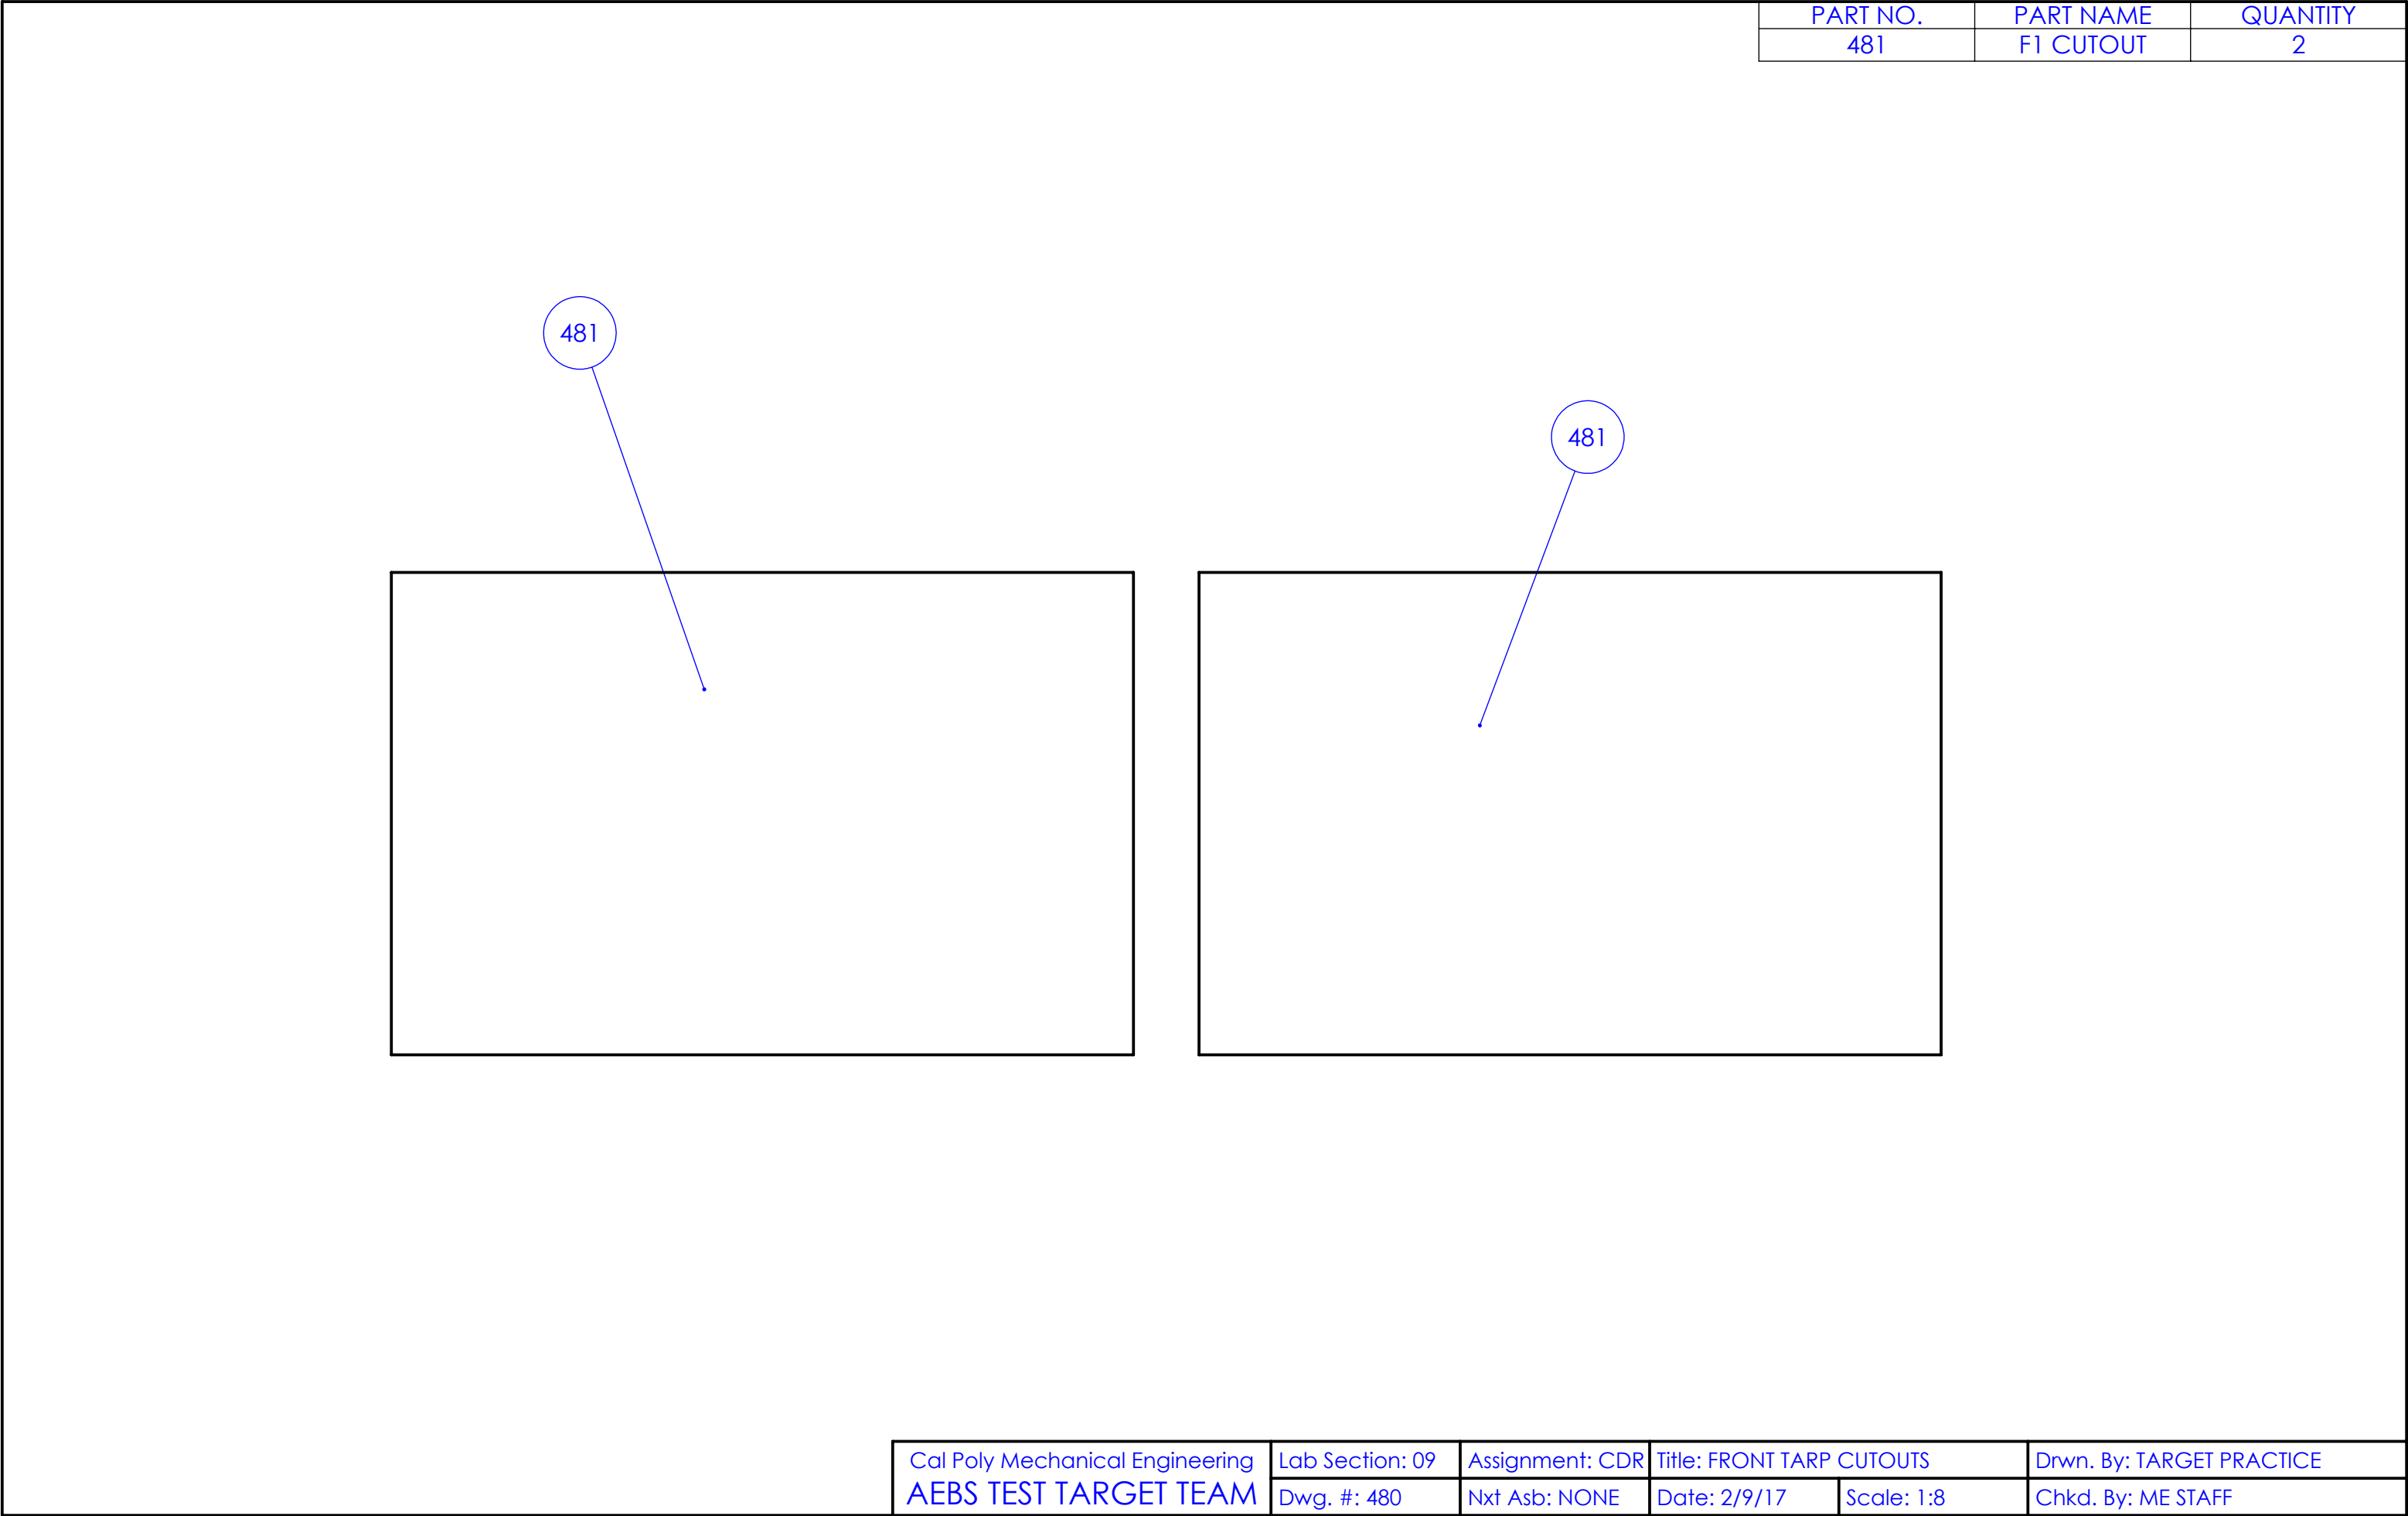 PART NO. PART NAME QUANTITY
481 F1 CUTOUT 2
481
481
Cal Poly Mechanical Engineering
AEBS TEST TARGET TEAM
Lab Section: 09 Assignment: CDR Title: FRONT TARP CUTOUTS Drwn. By: TARGET PRACTICE
Dwg. #: 480 Nxt Asb: NONE Date: 2/9/17 Scale: 1:8 Chkd. By: ME STAFF